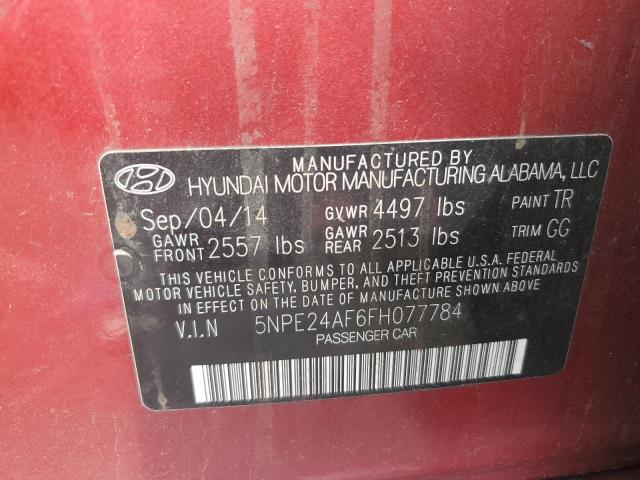 MANUFACTURED BY
HYUNDAI MOTOR MANUFACTURING ALABAMA, LLC
Sep/04/14 GVWR 4497 lbs PAINT TR
GAWR FRONT 2557 lbs GAWR REAR 2513 lbs TRIM GG
THIS VEHICLE CONFORMS TO ALL APPLICABLE U.S.A. FEDERAL
MOTOR VEHICLE SAFETY, BUMPER, AND THEFT PREVENTION STANDARDS
IN EFFECT ON THE DATE OF MANUFACTURE SHOWN ABOVE
V.I.N 5NPE24AF6FH077784
PASSENGER CAR